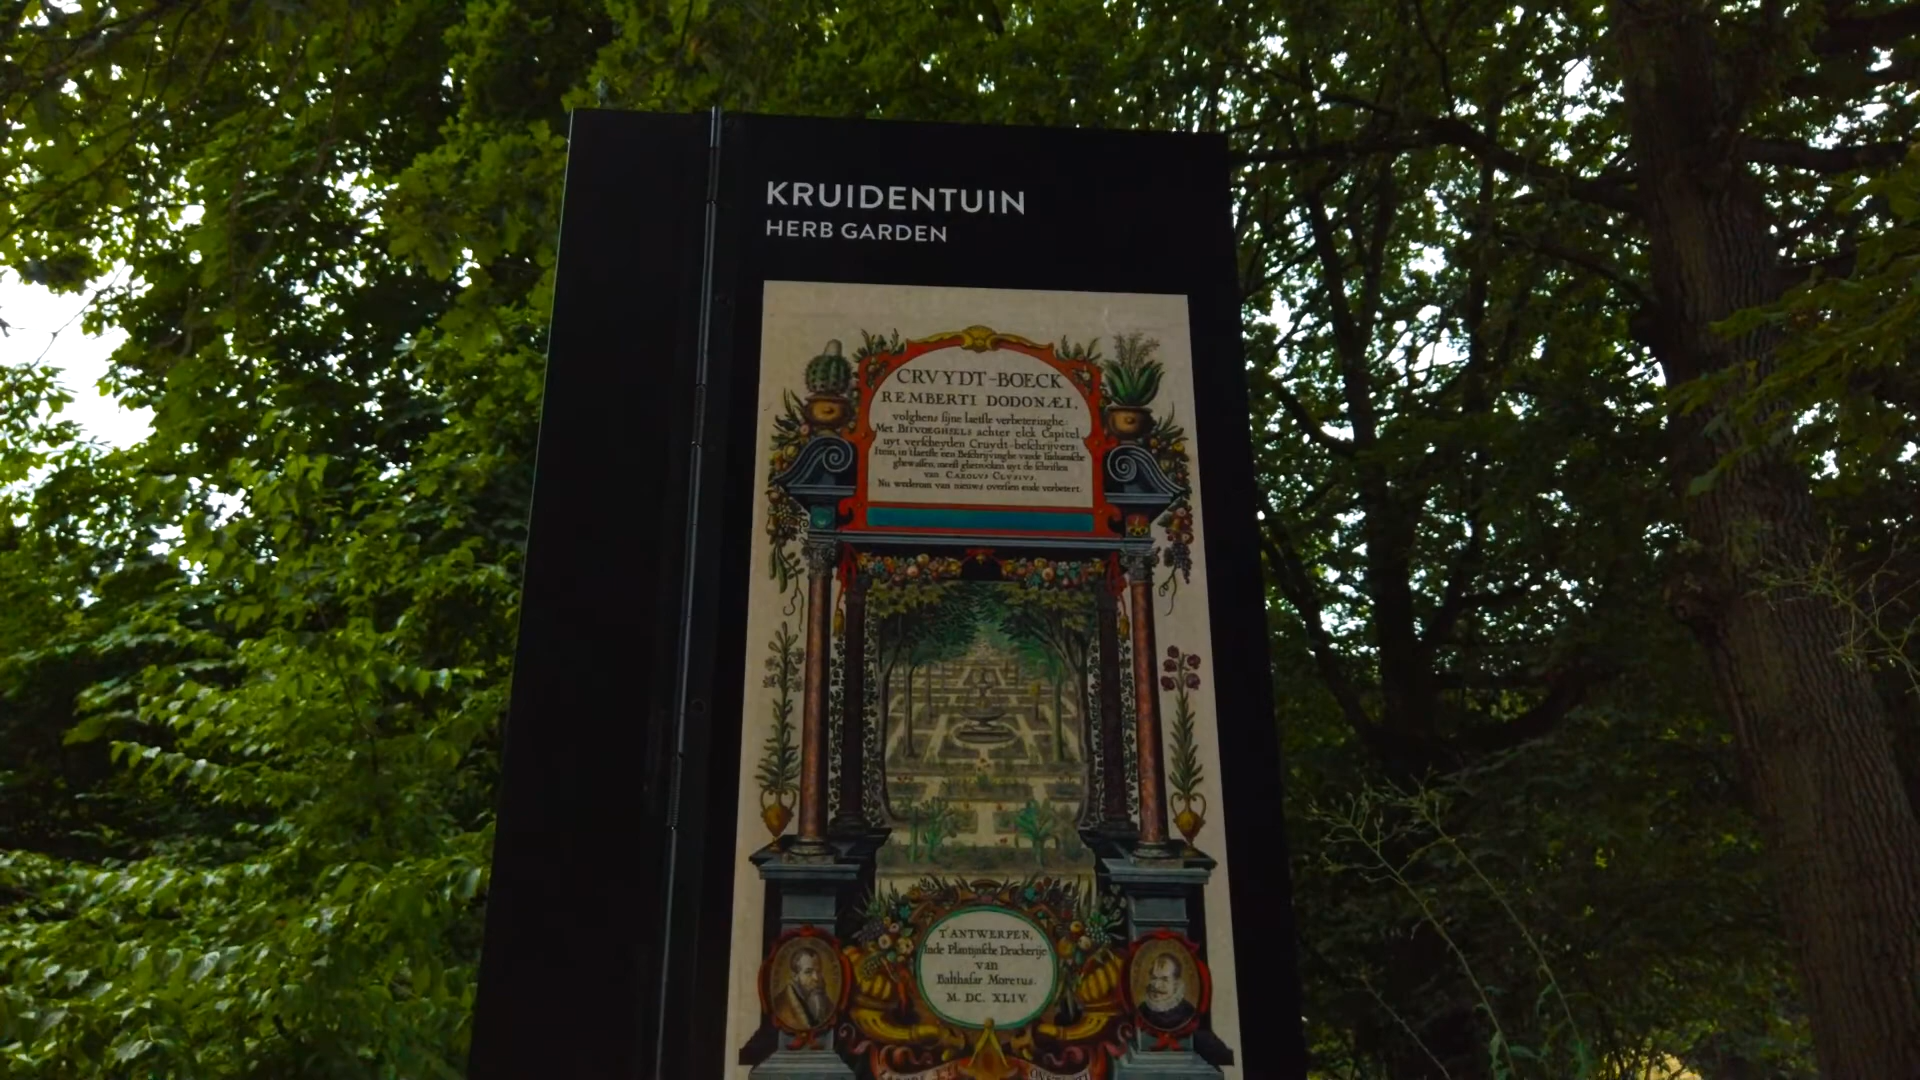 KRUIDENTUIN
HERB GARDEN
CRVYDT-BOECK
REMBERTI DODONÆI,
volghens sijne laetste verbeteringhe:
Met BIIVOEGHSELS achter elck Capitel,
uyt verscheyden Cruydt-beschrijvers:
Item, in't laetste een Beschrijvinghe vande Indiaensche
ghewassen, meest ghetrocken uyt de schriften
van CAROLVS CLVSIVS.
Nu wederom van nieuws oversien ende verbetert.
T'ANTWERPEN,
Inde Plantijnsche Druckerije
van
Balthasar Moretus.
M. DC. XLIV.